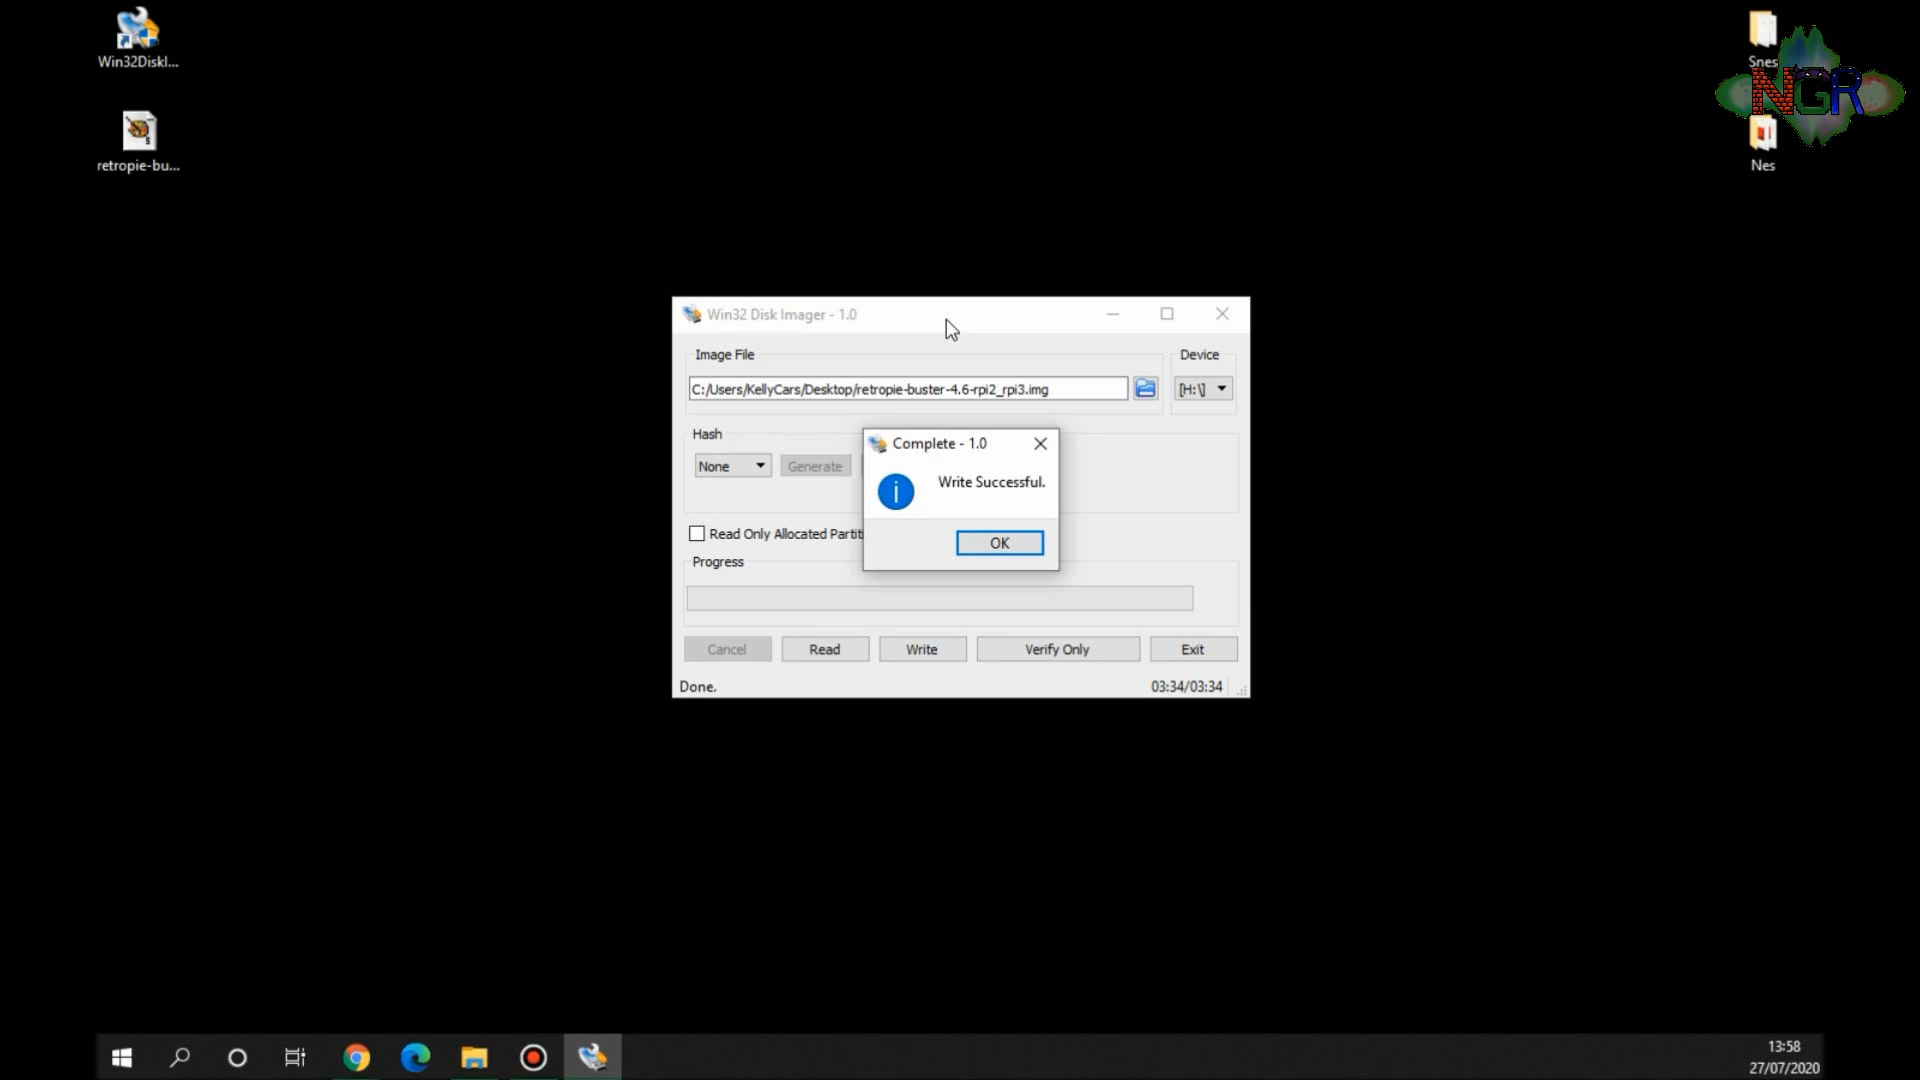 Win32DiskI...
retropie-bu...
Snes
NGR
Nes
Win32 Disk Imager - 1.0
Image File
Device
C:/Users/KellyCars/Desktop/retropie-buster-4.6-rpi2_rpi3.img
[H:\]
Hash
None
Generate
Complete - 1.0
Write Successful.
OK
Read Only Allocated Partiti
Progress
Cancel
Read
Write
Verify Only
Exit
Done.
03:34/03:34
13:58
27/07/2020